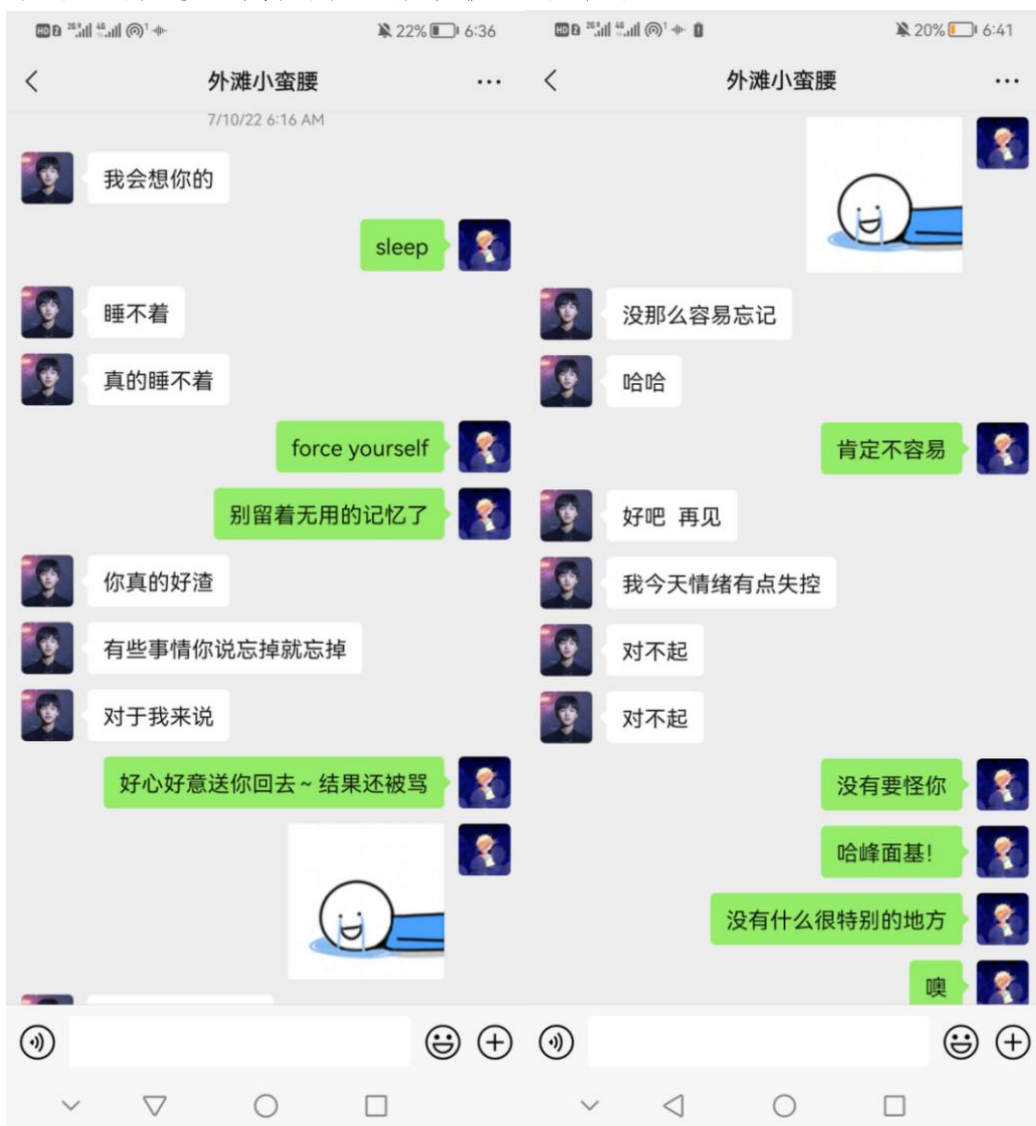 22% 6:36
外滩小蛮腰
7/10/22 6:16 AM
我会想你的
sleep
睡不着
真的睡不着
force yourself
别留着无用的记忆了
你真的好渣
有些事情你说忘掉就忘掉
对于我来说
好心好意送你回去~结果还被骂
20% 6:41
外滩小蛮腰
没那么容易忘记
哈哈
肯定不容易
好吧 再见
我今天情绪有点失控
对不起
对不起
没有要怪你
哈峰面基!
没有什么很特别的地方
噢